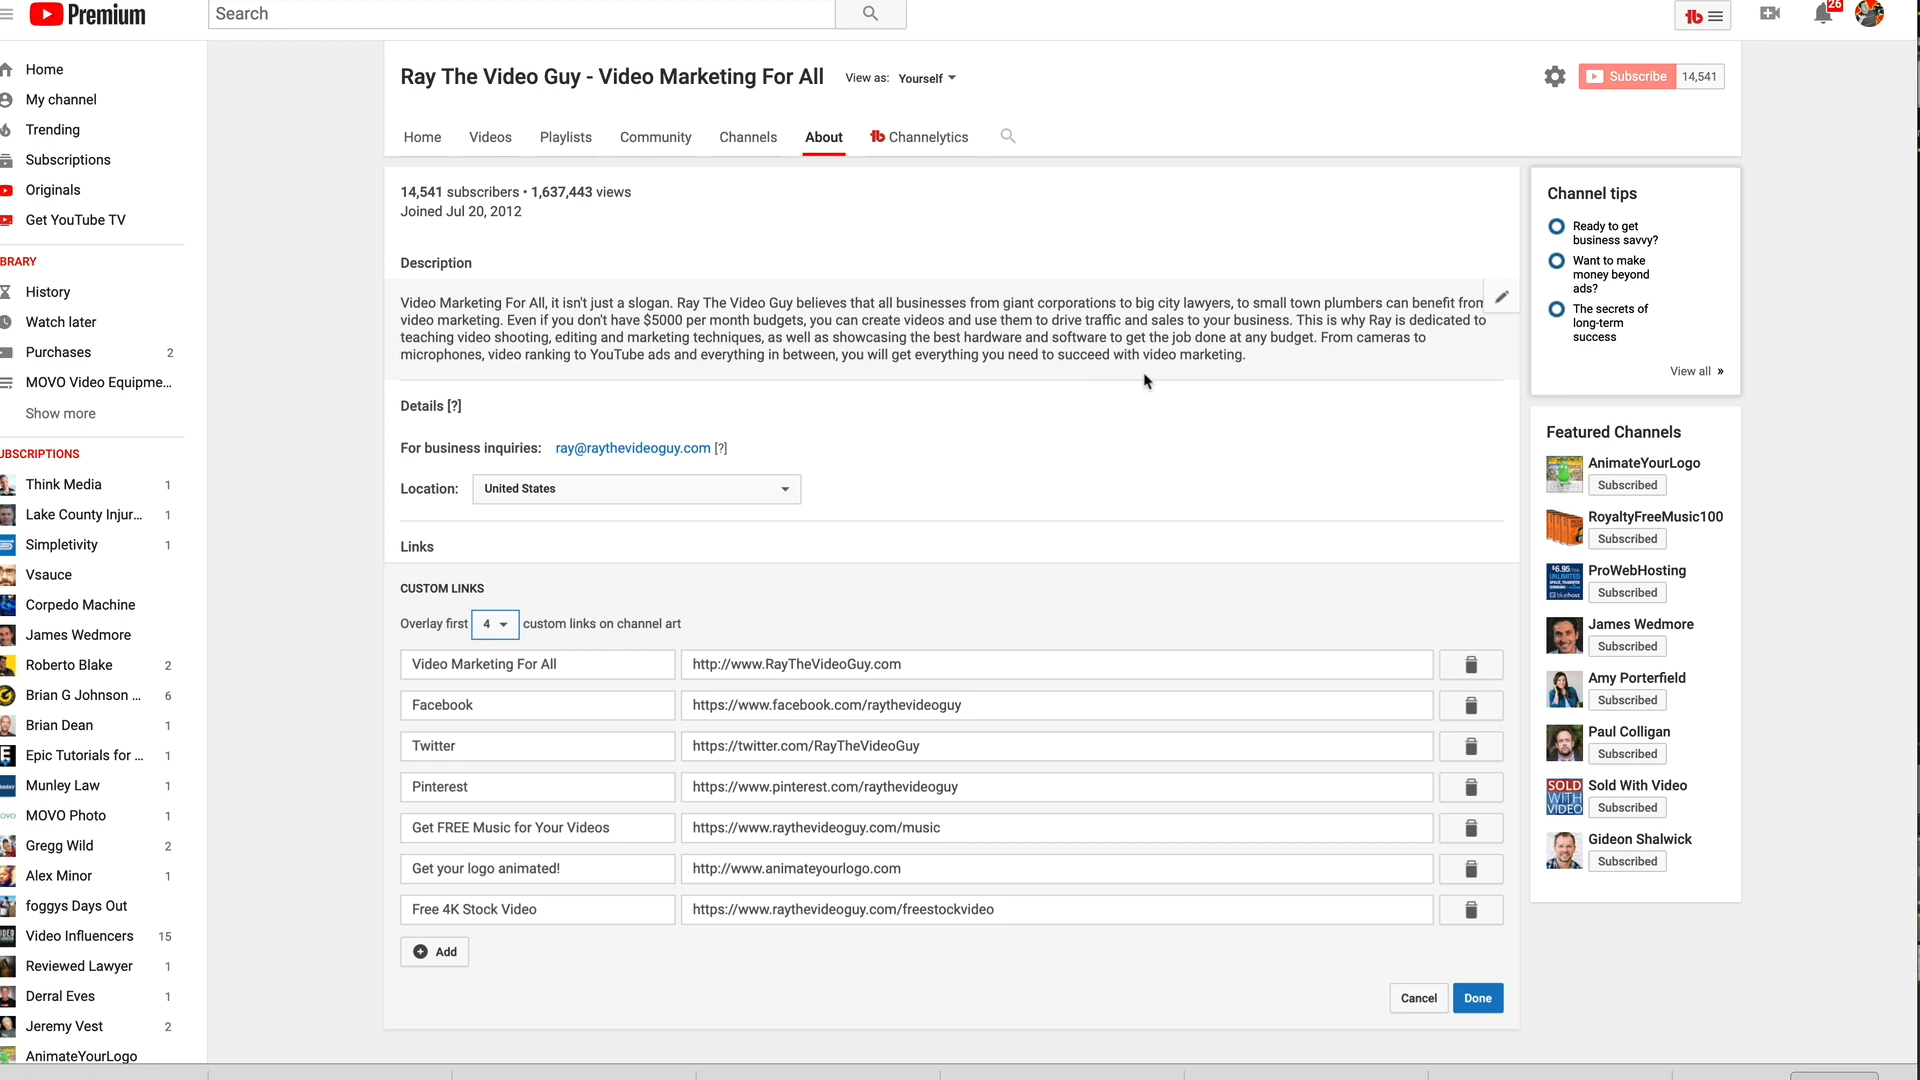 Premium
Search
26
Home
My channel
Trending
Subscriptions
Originals
Get YouTube TV
BRARY
History
Watch later
Purchases 2
MOVO Video Equipme...
Show more
UBSCRIPTIONS
Think Media 1
Lake County Injur... 1
Simpletivity 1
Vsauce
Corpedo Machine
James Wedmore
Roberto Blake 2
Brian G Johnson ... 6
Brian Dean 1
Epic Tutorials for ... 1
Munley Law 1
MOVO Photo 1
Gregg Wild 2
Alex Minor 1
foggys Days Out
Video Influencers 15
Reviewed Lawyer 1
Derral Eves 1
Jeremy Vest 2
AnimateYourLogo
Ray The Video Guy - Video Marketing For All View as: Yourself
Subscribe 14,541
Home Videos Playlists Community Channels About Channelytics
14,541 subscribers • 1,637,443 views
Joined Jul 20, 2012
Description
Video Marketing For All, it isn't just a slogan. Ray The Video Guy believes that all businesses from giant corporations to big city lawyers, to small town plumbers can benefit from
video marketing. Even if you don't have $5000 per month budgets, you can create videos and use them to drive traffic and sales to your business. This is why Ray is dedicated to
teaching video shooting, editing and marketing techniques, as well as showcasing the best hardware and software to get the job done at any budget. From cameras to
microphones, video ranking to YouTube ads and everything in between, you will get everything you need to succeed with video marketing.
Details [?]
For business inquiries: ray@raythevideoguy.com [?]
Location: United States
Links
CUSTOM LINKS
Overlay first 4 custom links on channel art
Video Marketing For All http://www.RayTheVideoGuy.com
Facebook https://www.facebook.com/raythevideoguy
Twitter https://twitter.com/RayTheVideoGuy
Pinterest https://www.pinterest.com/raythevideoguy
Get FREE Music for Your Videos https://www.raythevideoguy.com/music
Get your logo animated! http://www.animateyourlogo.com
Free 4K Stock Video https://www.raythevideoguy.com/freestockvideo
Add
Cancel Done
Channel tips
Ready to get
business savvy?
Want to make
money beyond
ads?
The secrets of
long-term
success
View all »
Featured Channels
AnimateYourLogo
Subscribed
RoyaltyFreeMusic100
Subscribed
ProWebHosting
Subscribed
James Wedmore
Subscribed
Amy Porterfield
Subscribed
Paul Colligan
Subscribed
SOLD
WITH
VIDEO
Sold With Video
Subscribed
Gideon Shalwick
Subscribed